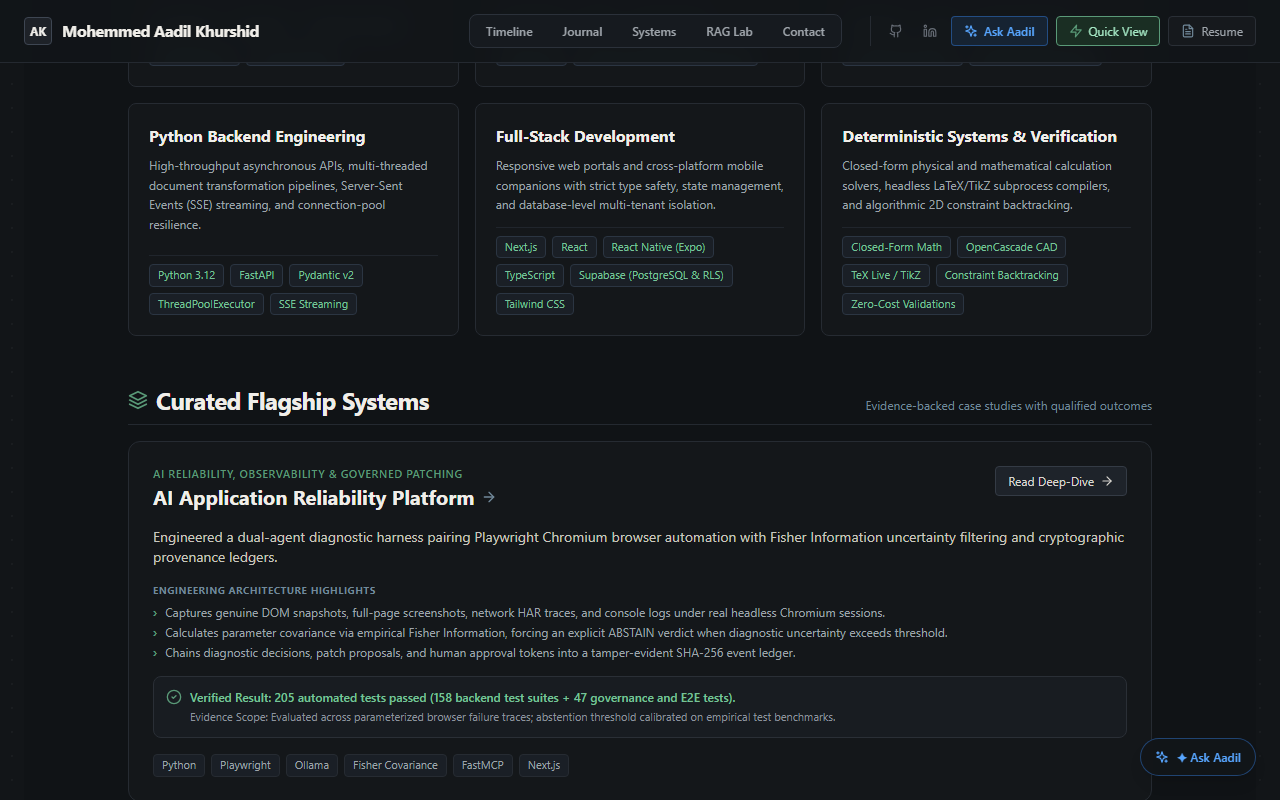 AK Mohemmed Aadil Khurshid Timeline Journal Systems RAG Lab Contact Ask Aadil Quick View Resume
Python Backend Engineering
High-throughput asynchronous APIs, multi-threaded
document transformation pipelines, Server-Sent
Events (SSE) streaming, and connection-pool
resilience.
Python 3.12 FastAPI Pydantic v2
ThreadPoolExecutor SSE Streaming
Full-Stack Development
Responsive web portals and cross-platform mobile
companions with strict type safety, state management,
and database-level multi-tenant isolation.
Next.js React React Native (Expo)
TypeScript Supabase (PostgreSQL & RLS)
Tailwind CSS
Deterministic Systems & Verification
Closed-form physical and mathematical calculation
solvers, headless LaTeX/TikZ subprocess compilers,
and algorithmic 2D constraint backtracking.
Closed-Form Math OpenCascade CAD
TeX Live / TikZ Constraint Backtracking
Zero-Cost Validations
Curated Flagship Systems
Evidence-backed case studies with qualified outcomes
AI RELIABILITY, OBSERVABILITY & GOVERNED PATCHING
AI Application Reliability Platform →
Read Deep-Dive →
Engineered a dual-agent diagnostic harness pairing Playwright Chromium browser automation with Fisher Information uncertainty filtering and cryptographic
provenance ledgers.
ENGINEERING ARCHITECTURE HIGHLIGHTS
› Captures genuine DOM snapshots, full-page screenshots, network HAR traces, and console logs under real headless Chromium sessions.
› Calculates parameter covariance via empirical Fisher Information, forcing an explicit ABSTAIN verdict when diagnostic uncertainty exceeds threshold.
› Chains diagnostic decisions, patch proposals, and human approval tokens into a tamper-evident SHA-256 event ledger.
Verified Result: 205 automated tests passed (158 backend test suites + 47 governance and E2E tests).
Evidence Scope: Evaluated across parameterized browser failure traces; abstention threshold calibrated on empirical test benchmarks.
Python Playwright Ollama Fisher Covariance FastMCP Next.js
✦ Ask Aadil